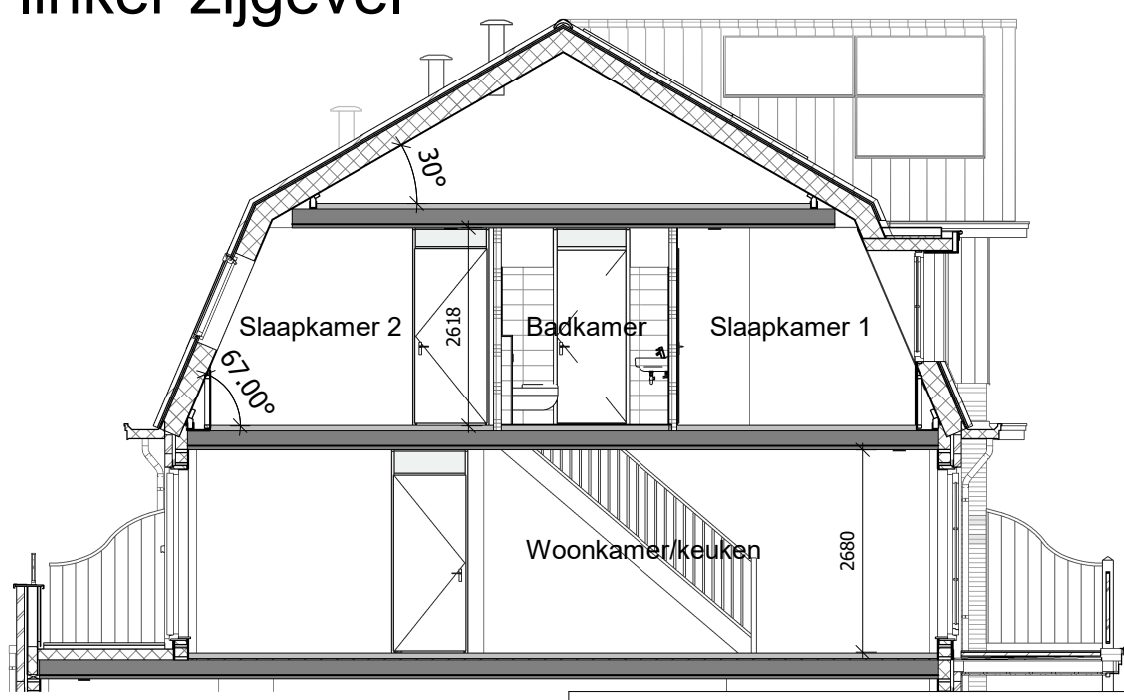 linker zijgevel
30°
Slaapkamer 2
2618
Badkamer
Slaapkamer 1
67.00°
Woonkamer/keuken
2680